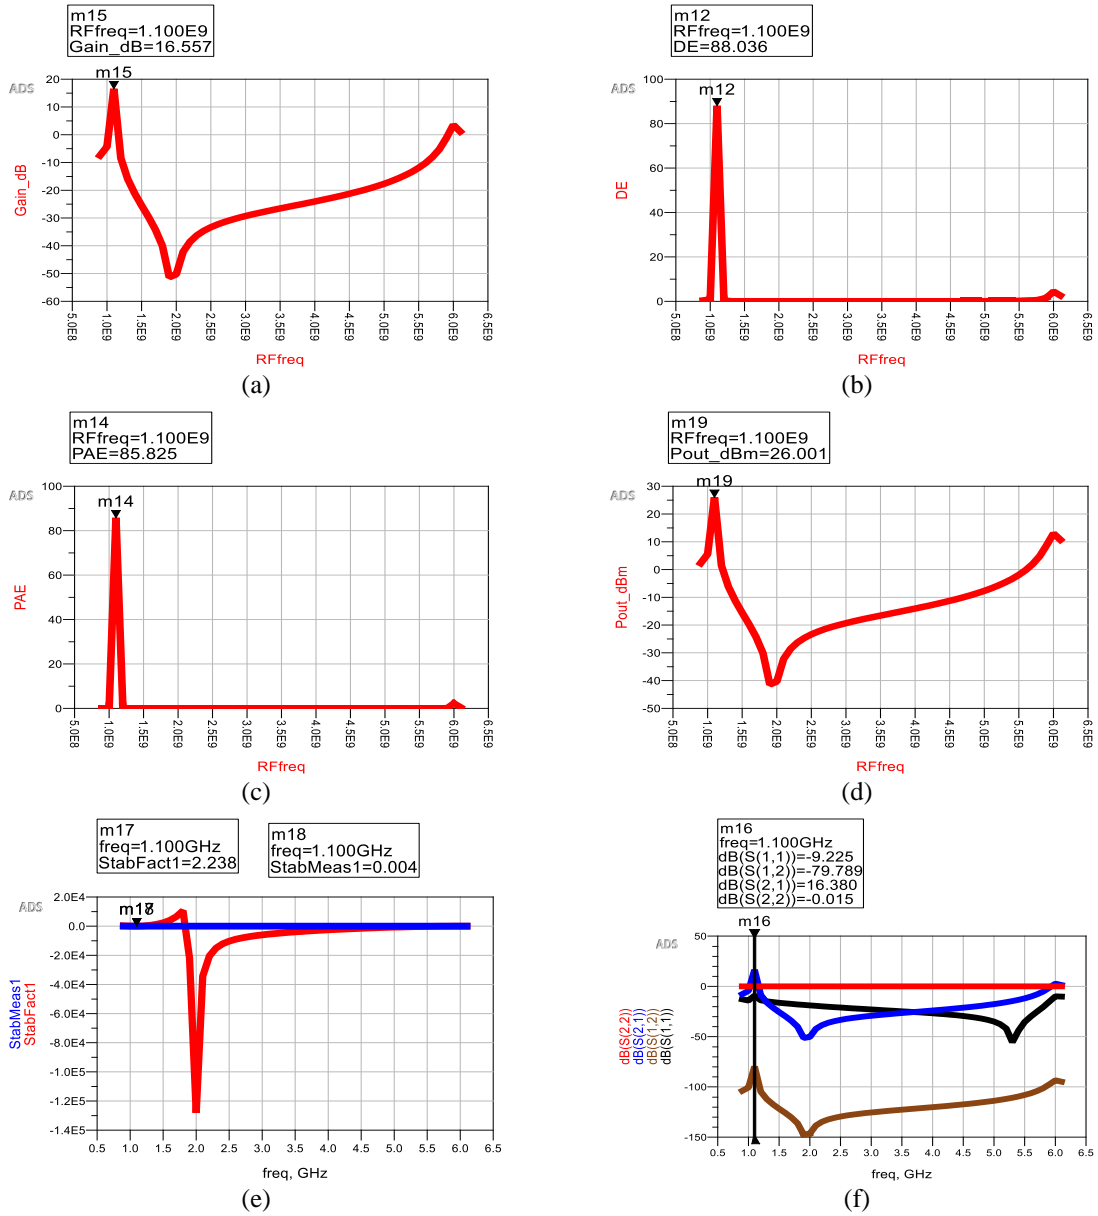 m15
RFfreq=1.100E9
Gain_dB=16.557
m15
ADS
20
10
0
-10
-20
-30
-40
-50
-60
Gain_dB
5.0E8
1.0E9
1.5E9
2.0E9
2.5E9
3.0E9
3.5E9
4.0E9
4.5E9
5.0E9
5.5E9
6.0E9
6.5E9
RFfreq
(a)
m12
RFfreq=1.100E9
DE=88.036
m12
ADS
100
80
60
40
20
0
DE
5.0E8
1.0E9
1.5E9
2.0E9
2.5E9
3.0E9
3.5E9
4.0E9
4.5E9
5.0E9
5.5E9
6.0E9
6.5E9
RFfreq
(b)
m14
RFfreq=1.100E9
PAE=85.825
m14
ADS
100
80
60
40
20
0
PAE
5.0E8
1.0E9
1.5E9
2.0E9
2.5E9
3.0E9
3.5E9
4.0E9
4.5E9
5.0E9
5.5E9
6.0E9
6.5E9
RFfreq
(c)
m19
RFfreq=1.100E9
Pout_dBm=26.001
m19
ADS
30
20
10
0
-10
-20
-30
-40
-50
Pout_dBm
5.0E8
1.0E9
1.5E9
2.0E9
2.5E9
3.0E9
3.5E9
4.0E9
4.5E9
5.0E9
5.5E9
6.0E9
6.5E9
RFfreq
(d)
m17
freq=1.100GHz
StabFact1=2.238
m18
freq=1.100GHz
StabMeas1=0.004
ADS
2.0E4
0.0
-2.0E4
-4.0E4
-6.0E4
-8.0E4
-1.0E5
-1.2E5
-1.4E5
StabMeas1
StabFact1
0.5 1.0 1.5 2.0 2.5 3.0 3.5 4.0 4.5 5.0 5.5 6.0 6.5
freq, GHz
(e)
m16
freq=1.100GHz
dB(S(1,1))=-9.225
dB(S(1,2))=-79.789
dB(S(2,1))=16.380
dB(S(2,2))=-0.015
m16
ADS
50
0
-50
-100
-150
dB(S(2,2))
dB(S(2,1))
dB(S(1,2))
dB(S(1,1))
0.5 1.0 1.5 2.0 2.5 3.0 3.5 4.0 4.5 5.0 5.5 6.0 6.5
freq, GHz
(f)